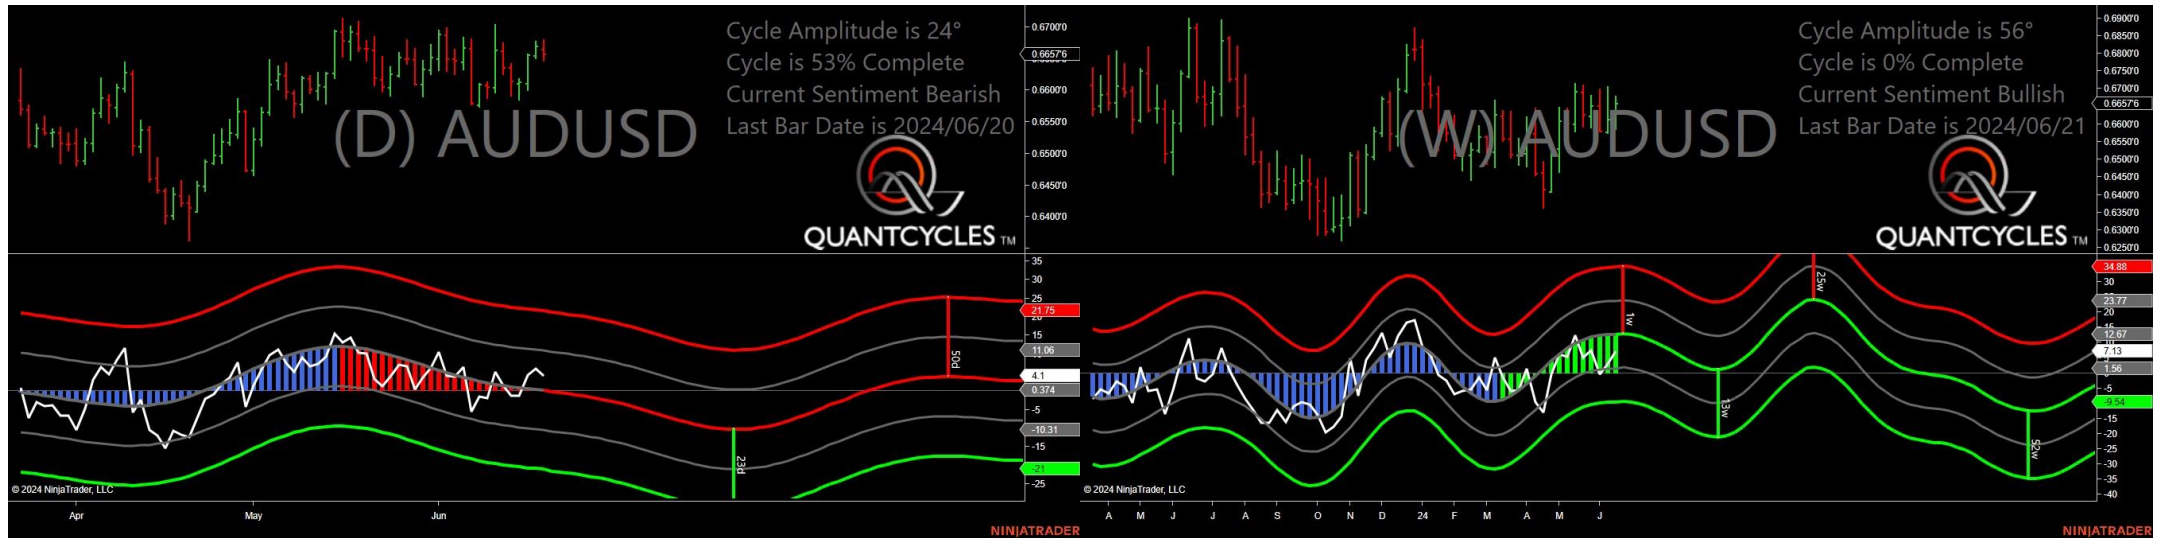 Cycle Amplitude is 24°
Cycle is 53% Complete
Current Sentiment Bearish
Last Bar Date is 2024/06/20
(D) AUDUSD
QUANTCYCLES TM
0.6700'0
0.6657'6
0.6600'0
0.6550'0
0.6500'0
0.6450'0
0.6400'0
35
30
25
21.75
15
11.06
4.1
0.374
-5
-10.31
-15
-21
-25
50d
23d
© 2024 NinjaTrader, LLC
Apr May Jun
NINJATRADER
Cycle Amplitude is 56°
Cycle is 0% Complete
Current Sentiment Bullish
Last Bar Date is 2024/06/21
(W) AUDUSD
QUANTCYCLES TM
0.6900'0
0.6850'0
0.6800'0
0.6750'0
0.6700'0
0.6657'6
0.6600'0
0.6550'0
0.6500'0
0.6450'0
0.6400'0
0.6350'0
0.6300'0
0.6250'0
34.88
30
23.77
20
12.67
7.13
1.56
-5
-9.54
-15
-20
-25
-30
-35
-40
1w
13w
25w
52w
© 2024 NinjaTrader, LLC
A M J J A S O N D 24 F M A M J
NINJATRADER